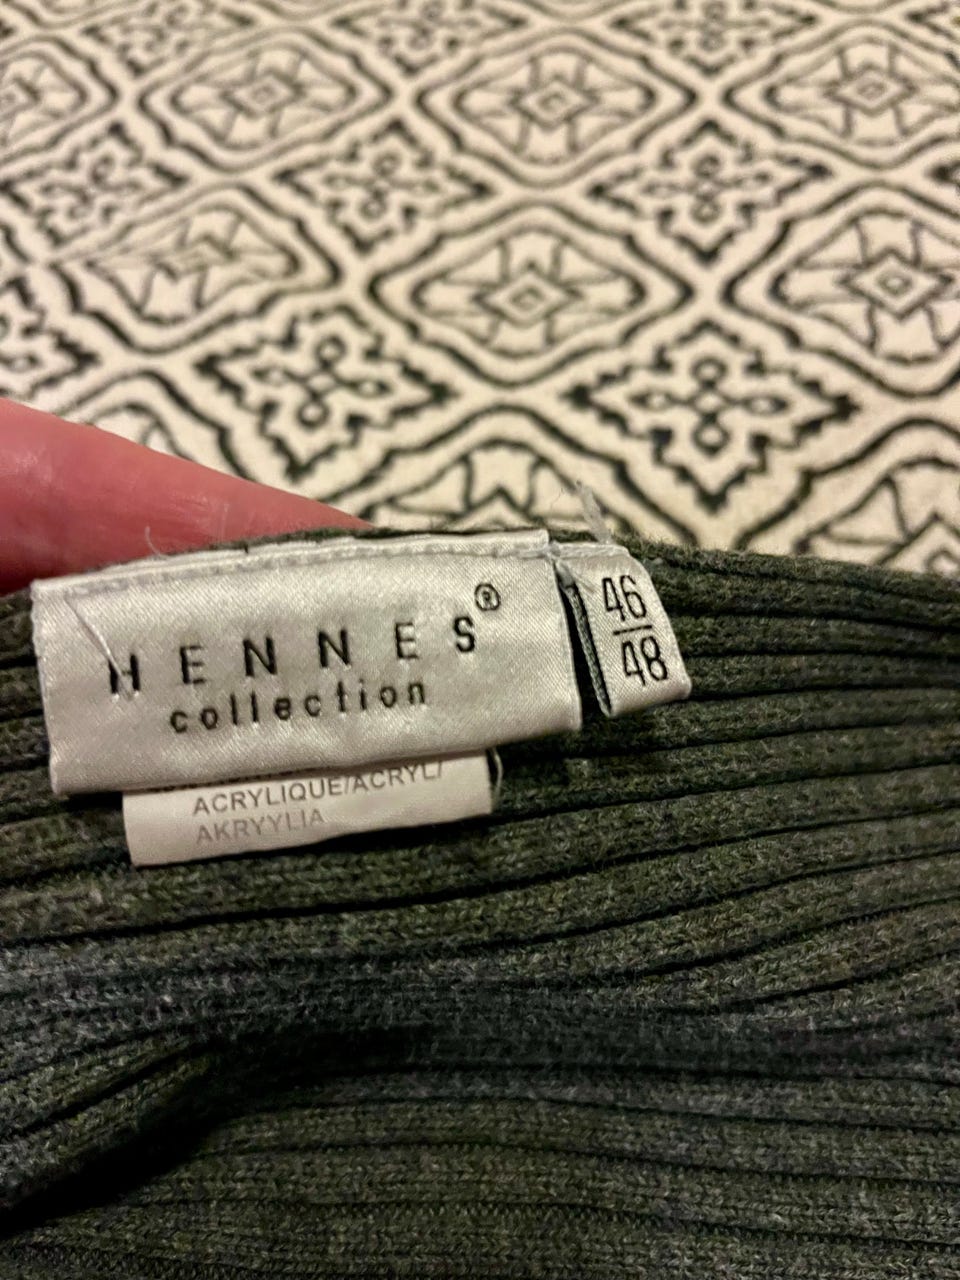 HENNES®
collection
46
48
ACRYLIQUE/ACRYL/
AKRYYLIA